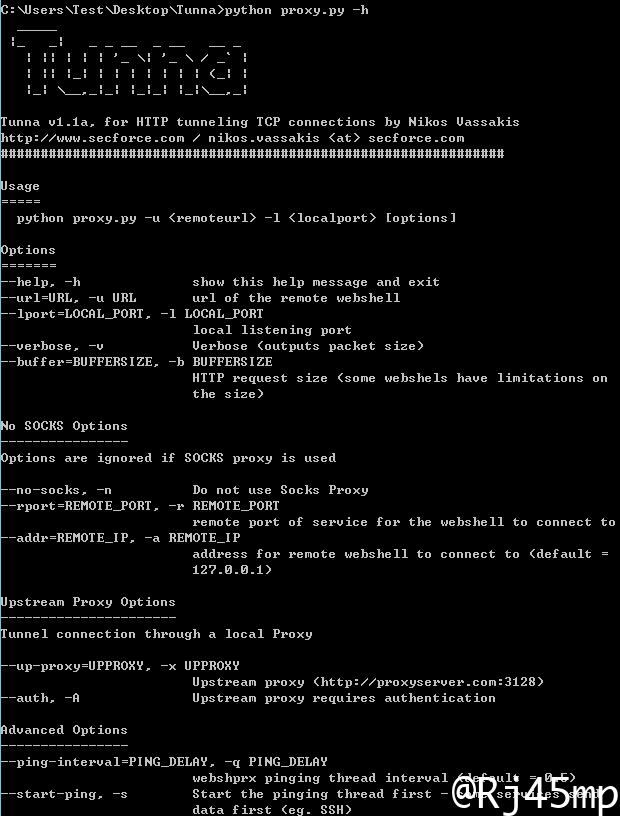 C:\Users\Test\Desktop\Tunna>python proxy.py -h
Tunna
Tunna v1.1a, for HTTP tunneling TCP connections by Nikos Vassakis
http://www.secforce.com / nikos.vassakis <at> secforce.com
###############################################################
Usage
=====
python proxy.py -u <remoteurl> -l <localport> [options]
Options
=======
--help, -h show this help message and exit
--url=URL, -u URL url of the remote webshell
--lport=LOCAL_PORT, -l LOCAL_PORT
local listening port
--verbose, -v Verbose (outputs packet size)
--buffer=BUFFERSIZE, -b BUFFERSIZE
HTTP request size (some webshels have limitations on
the size)
No SOCKS Options
----------------
Options are ignored if SOCKS proxy is used
--no-socks, -n Do not use Socks Proxy
--rport=REMOTE_PORT, -r REMOTE_PORT
remote port of service for the webshell to connect to
--addr=REMOTE_IP, -a REMOTE_IP
address for remote webshell to connect to (default =
127.0.0.1)
Upstream Proxy Options
----------------------
Tunnel connection through a local Proxy
--up-proxy=UPPROXY, -x UPPROXY
Upstream proxy (http://proxyserver.com:3128)
--auth, -A Upstream proxy requires authentication
Advanced Options
----------------
--ping-interval=PING_DELAY, -q PING_DELAY
webshprx pinging thread interval (default = 0.5)
--start-ping, -s Start the pinging thread first - some services send
data first (eg. SSH)
@Rj45mp